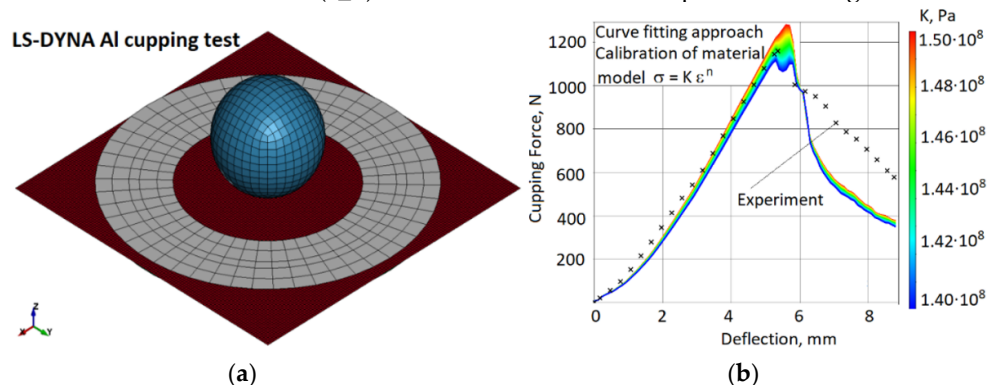 LS-DYNA Al cupping test
Z
X
Y
(a)
Curve fitting approach
Calibration of material
model σ = K εⁿ
Experiment
Cupping Force, N
1200
1000
800
600
400
200
0
2
4
6
8
Deflection, mm
K, Pa
1.50·10⁸
1.48·10⁸
1.46·10⁸
1.44·10⁸
1.42·10⁸
1.40·10⁸
(b)